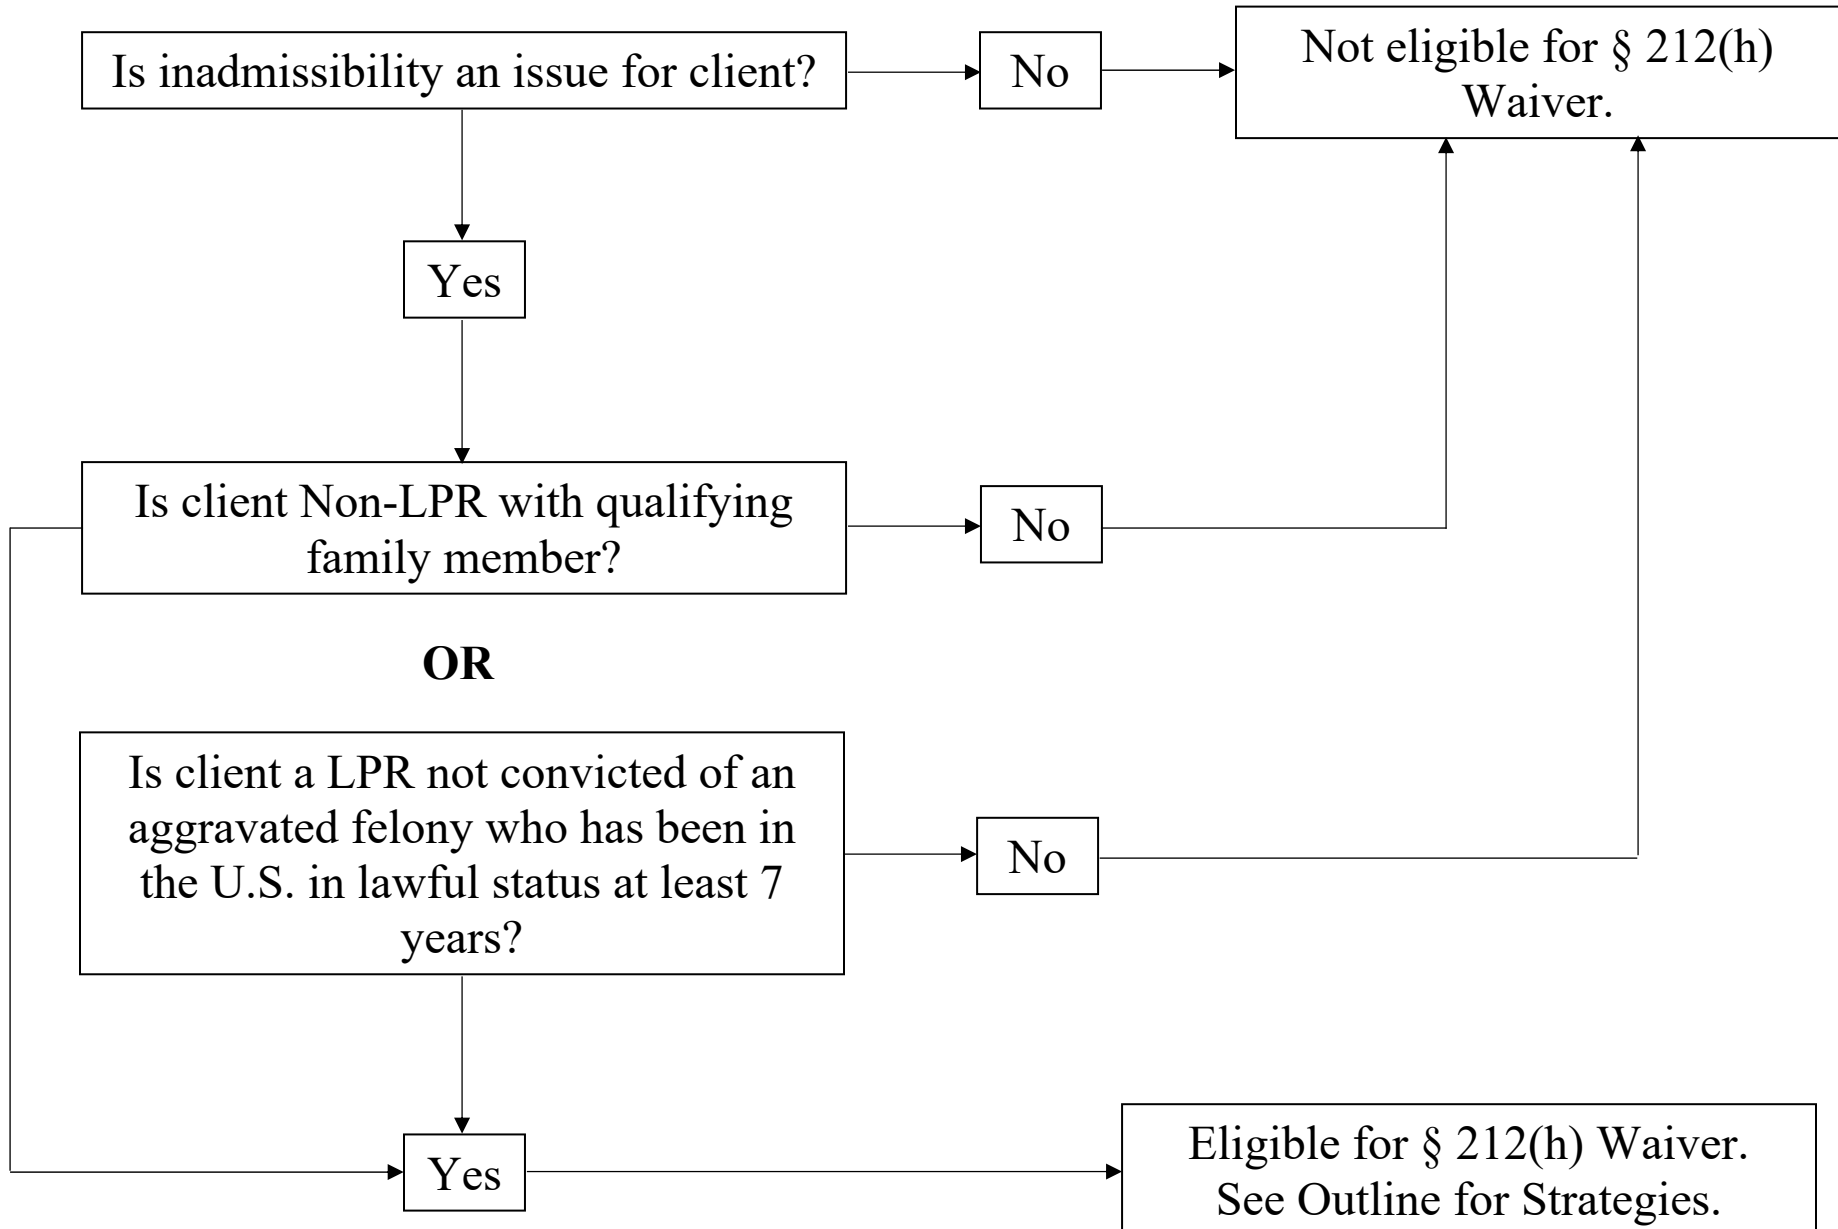 Is inadmissibility an issue for client?
No
Not eligible for § 212(h)
Waiver.
Yes
Is client Non-LPR with qualifying
family member?
No
OR
Is client a LPR not convicted of an
aggravated felony who has been in
the U.S. in lawful status at least 7
years?
No
Yes
Eligible for § 212(h) Waiver.
See Outline for Strategies.